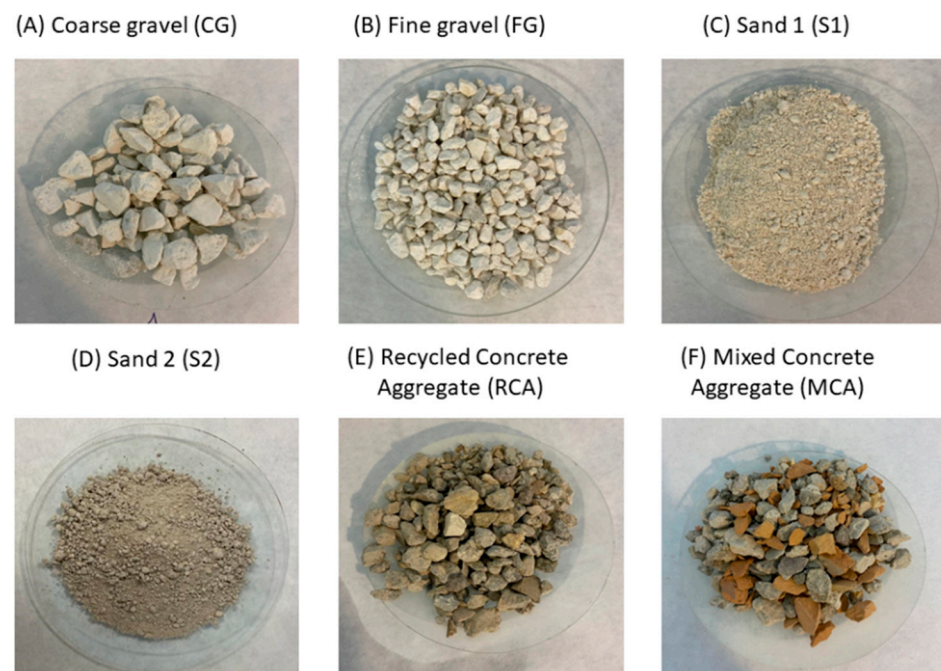 (A) Coarse gravel (CG)
(B) Fine gravel (FG)
(C) Sand 1 (S1)
(D) Sand 2 (S2)
(E) Recycled Concrete
Aggregate (RCA)
(F) Mixed Concrete
Aggregate (MCA)